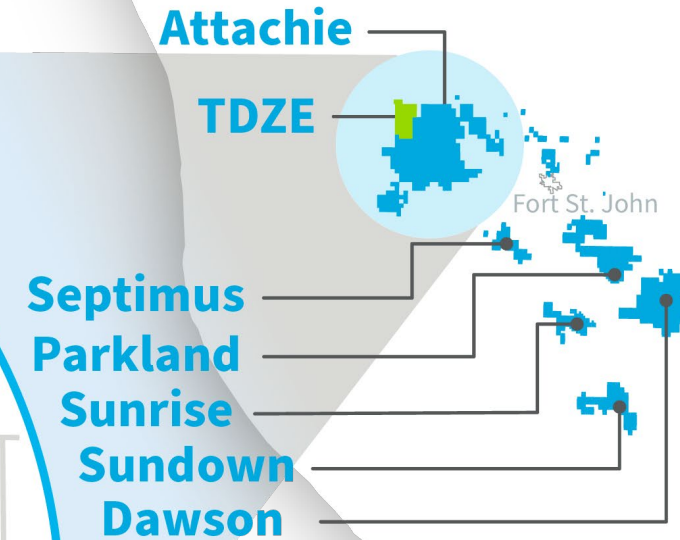 Attachie
TDZE
Fort St. John
Septimus
Parkland
Sunrise
Sundown
Dawson